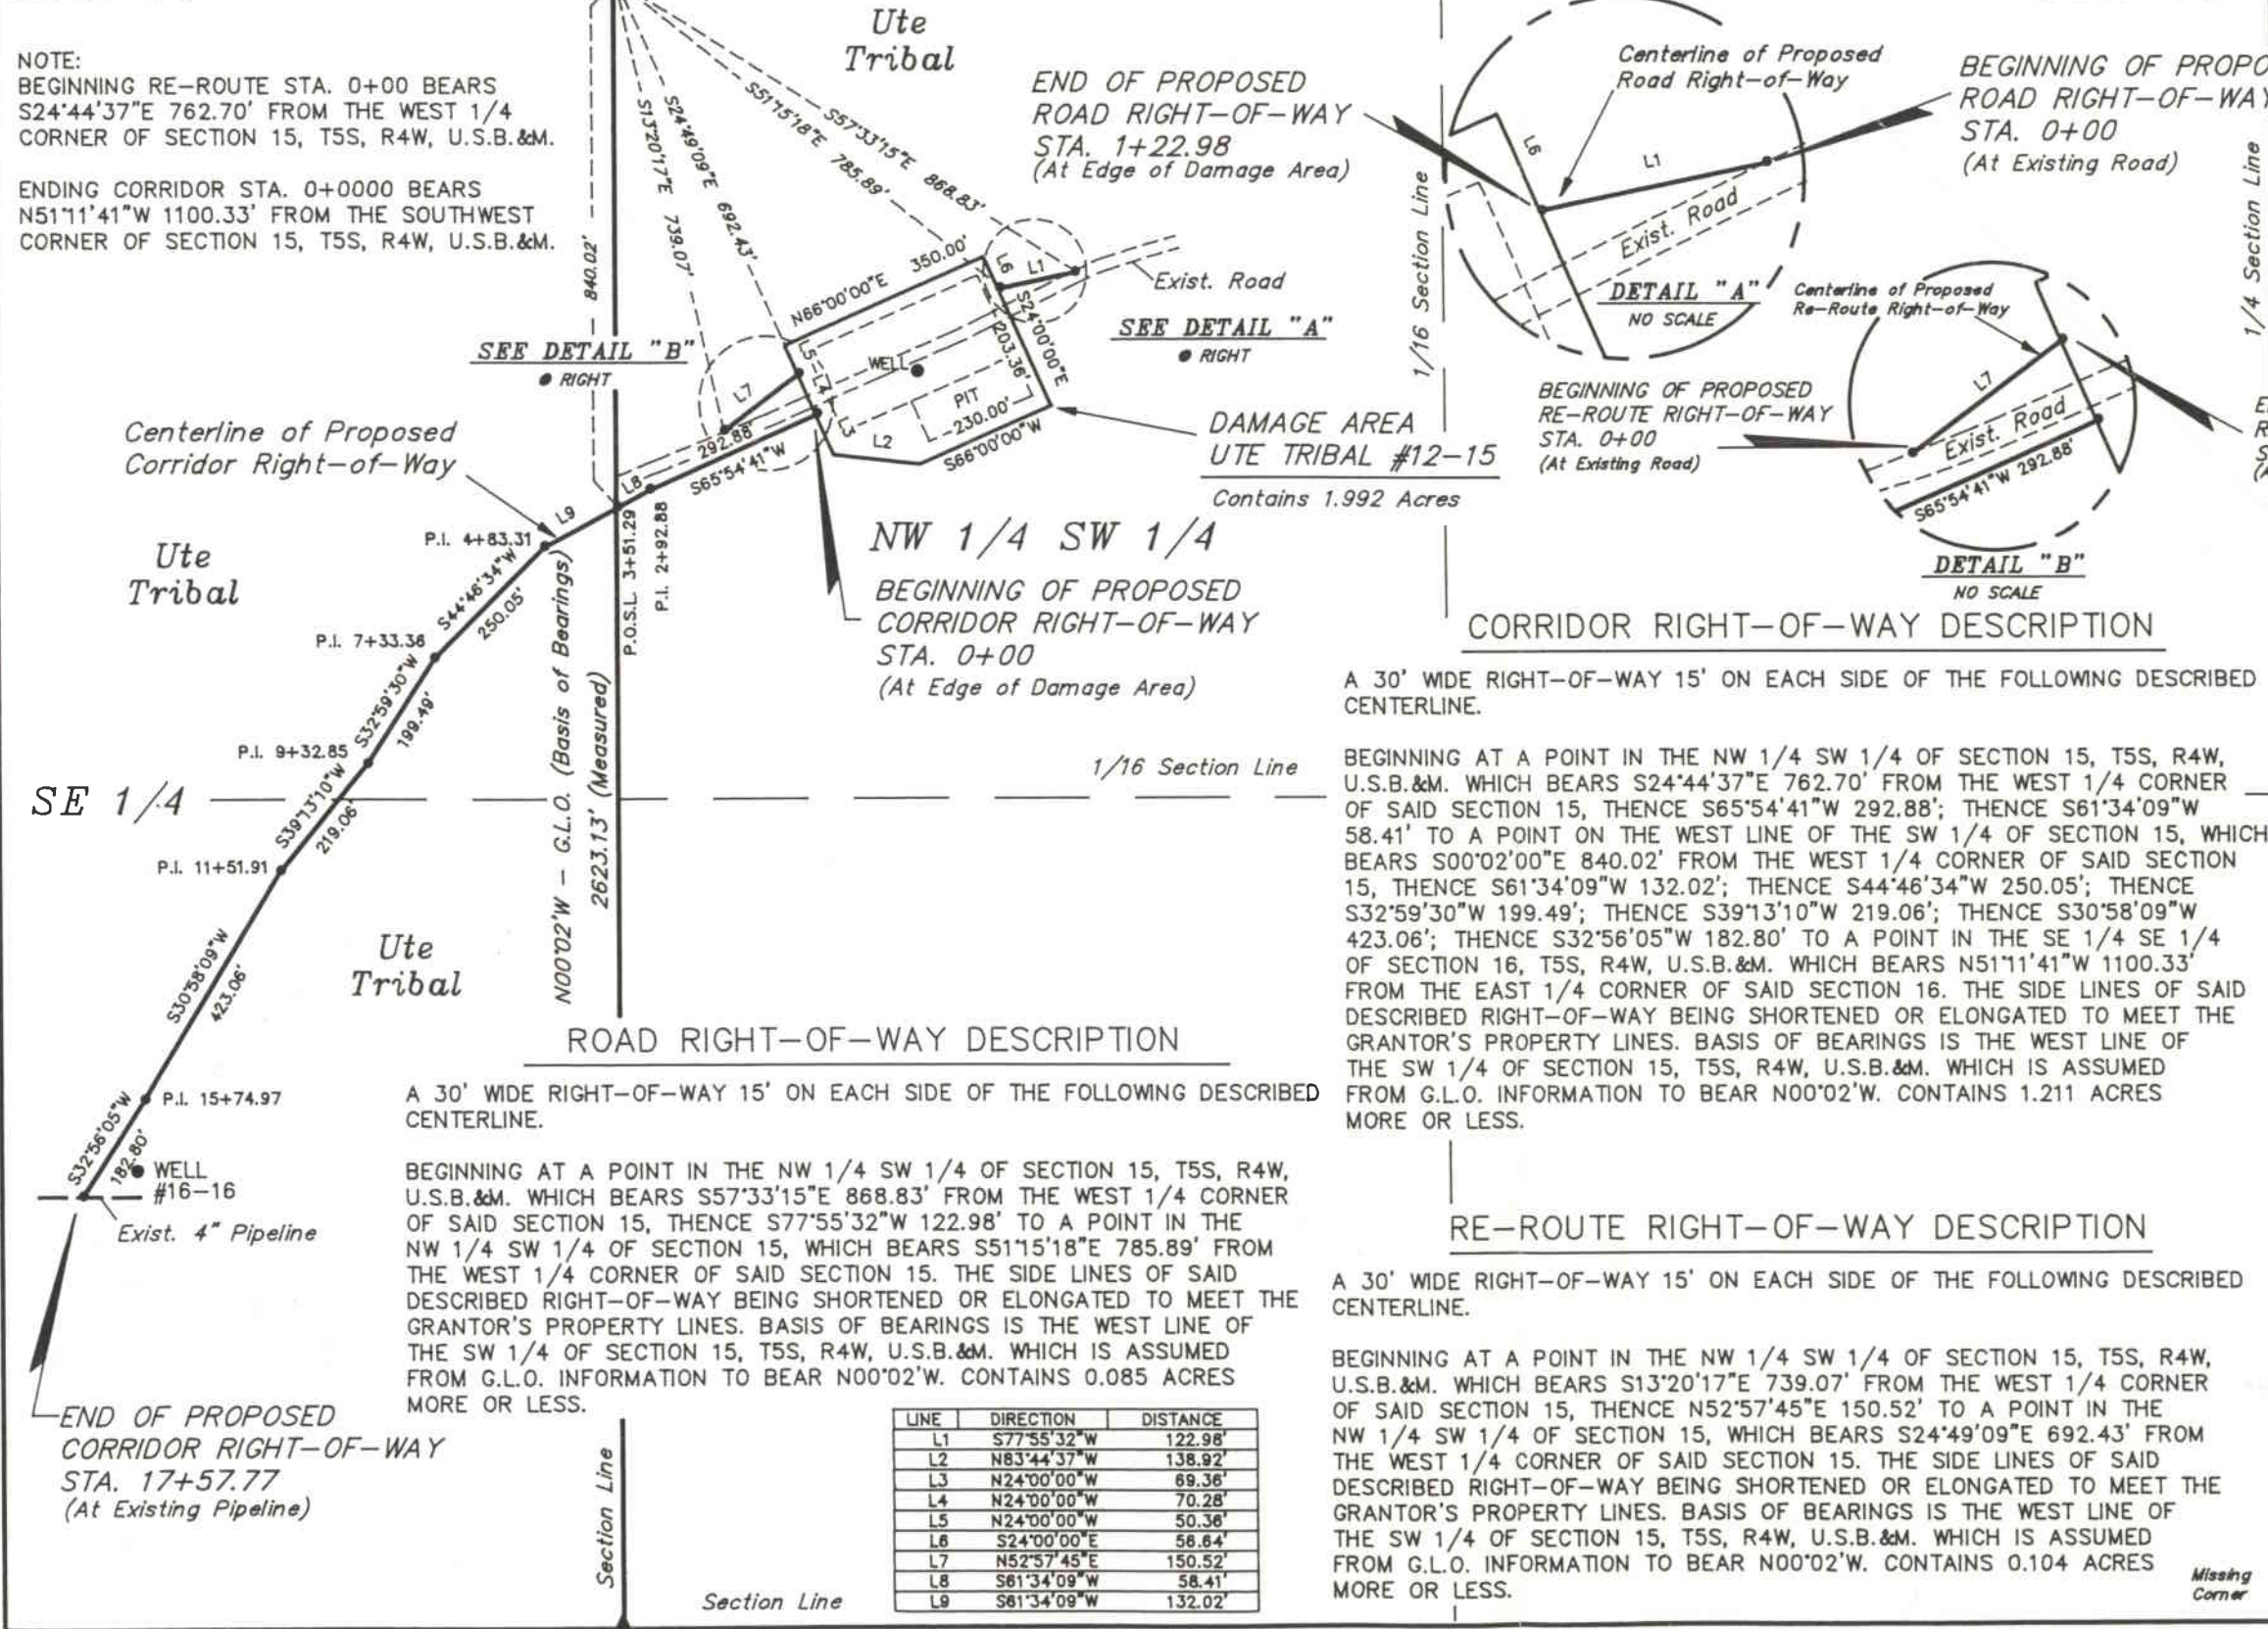 NOTE:
BEGINNING RE-ROUTE STA. 0+00 BEARS
S24°44'37"E 762.70' FROM THE WEST 1/4
CORNER OF SECTION 15, T5S, R4W, U.S.B.&M.
ENDING CORRIDOR STA. 0+0000 BEARS
N51°11'41"W 1100.33' FROM THE SOUTHWEST
CORNER OF SECTION 15, T5S, R4W, U.S.B.&M.
Ute
Tribal
840.02'
S13°20'17"E 739.07'
S24°49'09"E 692.43'
S51°15'18"E 785.89'
S57°33'15"E 868.83'
END OF PROPOSED
ROAD RIGHT-OF-WAY
STA. 1+22.98
(At Edge of Damage Area)
1/16 Section Line
Centerline of Proposed
Road Right-of-Way
L6
L1
Exist. Road
DETAIL "A"
NO SCALE
BEGINNING OF PROPO
ROAD RIGHT-OF-WAY
STA. 0+00
(At Existing Road)
1/4 Section Line
N66°00'00"E 350.00'
L6
L1
Exist. Road
S24°00'00"E
203.36'
SEE DETAIL "A"
● RIGHT
SEE DETAIL "B"
● RIGHT
L5
L4
L7
L3
WELL
PIT
230.00'
L2
S66°00'00"W
DAMAGE AREA
UTE TRIBAL #12-15
Contains 1.992 Acres
Centerline of Proposed
Re-Route Right-of-Way
BEGINNING OF PROPOSED
RE-ROUTE RIGHT-OF-WAY
STA. 0+00
(At Existing Road)
L7
Exist. Road
S65°54'41"W 292.88'
DETAIL "B"
NO SCALE
Centerline of Proposed
Corridor Right-of-Way
292.88'
S65°54'41"W
L8
L9
P.I. 4+83.31
P.O.S.L. 3+51.29
P.I. 2+92.88
NW 1/4 SW 1/4
BEGINNING OF PROPOSED
CORRIDOR RIGHT-OF-WAY
STA. 0+00
(At Edge of Damage Area)
Ute
Tribal
S44°46'34"W
250.05'
P.I. 7+33.36
S32°59'30"W
199.49'
P.I. 9+32.85
N00°02'W - G.L.O. (Basis of Bearings)
2623.13' (Measured)
SE 1/4
1/16 Section Line
S39°13'10"W
219.06'
P.I. 11+51.91
Ute
Tribal
S30°58'09"W
423.06'
P.I. 15+74.97
S32°56'05"W
182.80'
WELL
#16-16
Exist. 4" Pipeline
END OF PROPOSED
CORRIDOR RIGHT-OF-WAY
STA. 17+57.77
(At Existing Pipeline)
CORRIDOR RIGHT-OF-WAY DESCRIPTION
A 30' WIDE RIGHT-OF-WAY 15' ON EACH SIDE OF THE FOLLOWING DESCRIBED
CENTERLINE.
BEGINNING AT A POINT IN THE NW 1/4 SW 1/4 OF SECTION 15, T5S, R4W,
U.S.B.&M. WHICH BEARS S24°44'37"E 762.70' FROM THE WEST 1/4 CORNER
OF SAID SECTION 15, THENCE S65°54'41"W 292.88'; THENCE S61°34'09"W
58.41' TO A POINT ON THE WEST LINE OF THE SW 1/4 OF SECTION 15, WHICH
BEARS S00°02'00"E 840.02' FROM THE WEST 1/4 CORNER OF SAID SECTION
15, THENCE S61°34'09"W 132.02'; THENCE S44°46'34"W 250.05'; THENCE
S32°59'30"W 199.49'; THENCE S39°13'10"W 219.06'; THENCE S30°58'09"W
423.06'; THENCE S32°56'05"W 182.80' TO A POINT IN THE SE 1/4 SE 1/4
OF SECTION 16, T5S, R4W, U.S.B.&M. WHICH BEARS N51°11'41"W 1100.33'
FROM THE EAST 1/4 CORNER OF SAID SECTION 16. THE SIDE LINES OF SAID
DESCRIBED RIGHT-OF-WAY BEING SHORTENED OR ELONGATED TO MEET THE
GRANTOR'S PROPERTY LINES. BASIS OF BEARINGS IS THE WEST LINE OF
THE SW 1/4 OF SECTION 15, T5S, R4W, U.S.B.&M. WHICH IS ASSUMED
FROM G.L.O. INFORMATION TO BEAR N00°02'W. CONTAINS 1.211 ACRES
MORE OR LESS.
ROAD RIGHT-OF-WAY DESCRIPTION
A 30' WIDE RIGHT-OF-WAY 15' ON EACH SIDE OF THE FOLLOWING DESCRIBED
CENTERLINE.
BEGINNING AT A POINT IN THE NW 1/4 SW 1/4 OF SECTION 15, T5S, R4W,
U.S.B.&M. WHICH BEARS S57°33'15"E 868.83' FROM THE WEST 1/4 CORNER
OF SAID SECTION 15, THENCE S77°55'32"W 122.98' TO A POINT IN THE
NW 1/4 SW 1/4 OF SECTION 15, WHICH BEARS S51°15'18"E 785.89' FROM
THE WEST 1/4 CORNER OF SAID SECTION 15. THE SIDE LINES OF SAID
DESCRIBED RIGHT-OF-WAY BEING SHORTENED OR ELONGATED TO MEET THE
GRANTOR'S PROPERTY LINES. BASIS OF BEARINGS IS THE WEST LINE OF
THE SW 1/4 OF SECTION 15, T5S, R4W, U.S.B.&M. WHICH IS ASSUMED
FROM G.L.O. INFORMATION TO BEAR N00°02'W. CONTAINS 0.085 ACRES
MORE OR LESS.
RE-ROUTE RIGHT-OF-WAY DESCRIPTION
A 30' WIDE RIGHT-OF-WAY 15' ON EACH SIDE OF THE FOLLOWING DESCRIBED
CENTERLINE.
BEGINNING AT A POINT IN THE NW 1/4 SW 1/4 OF SECTION 15, T5S, R4W,
U.S.B.&M. WHICH BEARS S13°20'17"E 739.07' FROM THE WEST 1/4 CORNER
OF SAID SECTION 15, THENCE N52°57'45"E 150.52' TO A POINT IN THE
NW 1/4 SW 1/4 OF SECTION 15, WHICH BEARS S24°49'09"E 692.43' FROM
THE WEST 1/4 CORNER OF SAID SECTION 15. THE SIDE LINES OF SAID
DESCRIBED RIGHT-OF-WAY BEING SHORTENED OR ELONGATED TO MEET THE
GRANTOR'S PROPERTY LINES. BASIS OF BEARINGS IS THE WEST LINE OF
THE SW 1/4 OF SECTION 15, T5S, R4W, U.S.B.&M. WHICH IS ASSUMED
FROM G.L.O. INFORMATION TO BEAR N00°02'W. CONTAINS 0.104 ACRES
MORE OR LESS.
Missing
Corner
Section Line
Section Line
LINE DIRECTION DISTANCE
L1 S77°55'32"W 122.98'
L2 N83°44'37"W 138.92'
L3 N24°00'00"W 69.36'
L4 N24°00'00"W 70.28'
L5 N24°00'00"W 50.36'
L6 S24°00'00"E 56.64'
L7 N52°57'45"E 150.52'
L8 S61°34'09"W 58.41'
L9 S61°34'09"W 132.02'